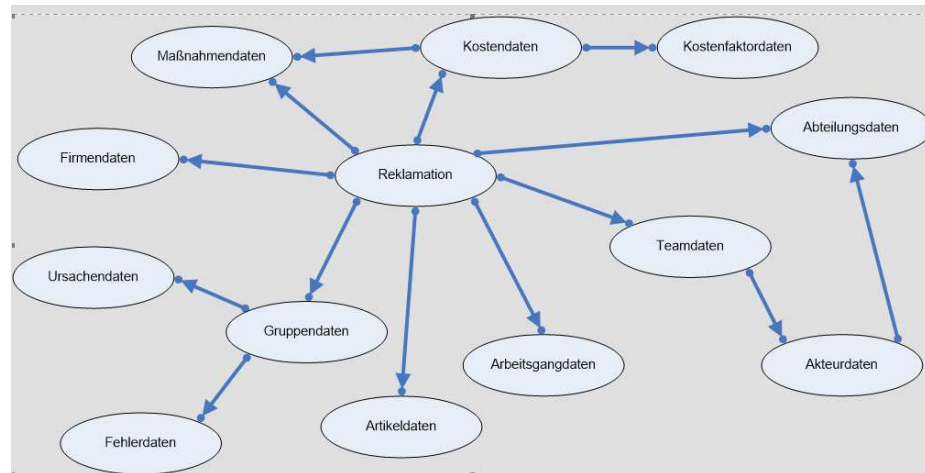 Maßnahmendaten
Kostendaten
Kostenfaktordaten
Abteilungsdaten
Firmendaten
Reklamation
Teamdaten
Ursachendaten
Gruppendaten
Arbeitsgangdaten
Akteurdaten
Artikeldaten
Fehlerdaten